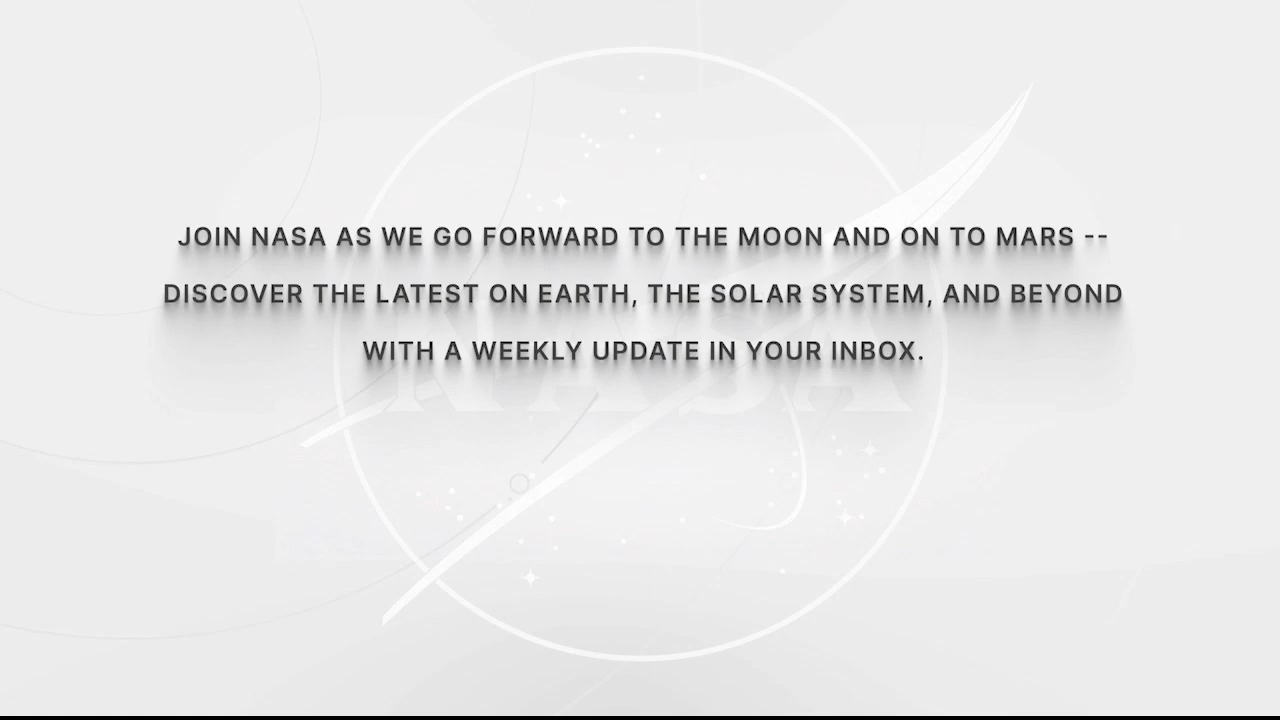 JOIN NASA AS WE GO FORWARD TO THE MOON AND ON TO MARS --
DISCOVER THE LATEST ON EARTH, THE SOLAR SYSTEM, AND BEYOND
WITH A WEEKLY UPDATE IN YOUR INBOX.
NASA